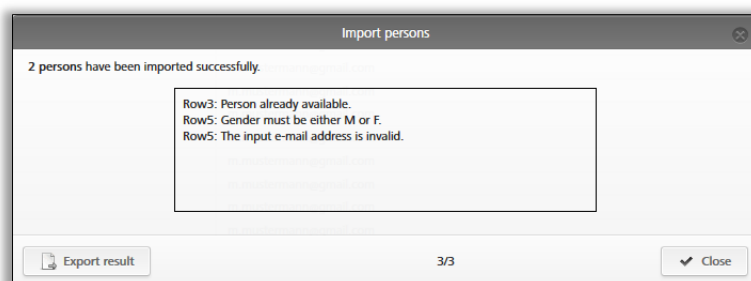 Import persons
2 persons have been imported successfully.
Row3: Person already available.
Row5: Gender must be either M or F.
Row5: The input e-mail address is invalid.
Export result
3/3
Close